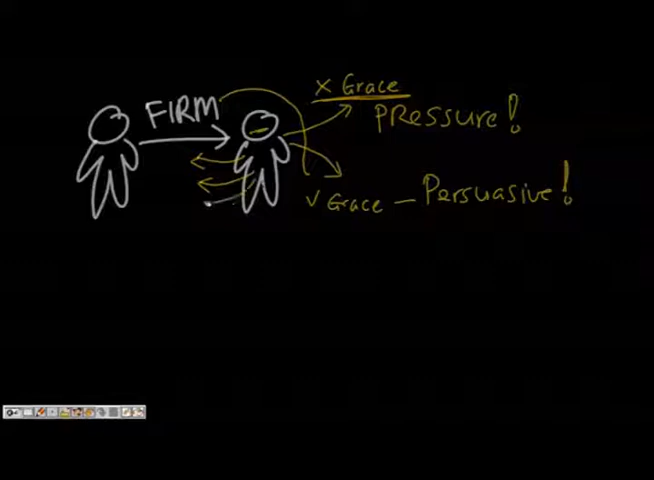 FIRM
x Grace
PRessure!
v Grace – Persuasive!